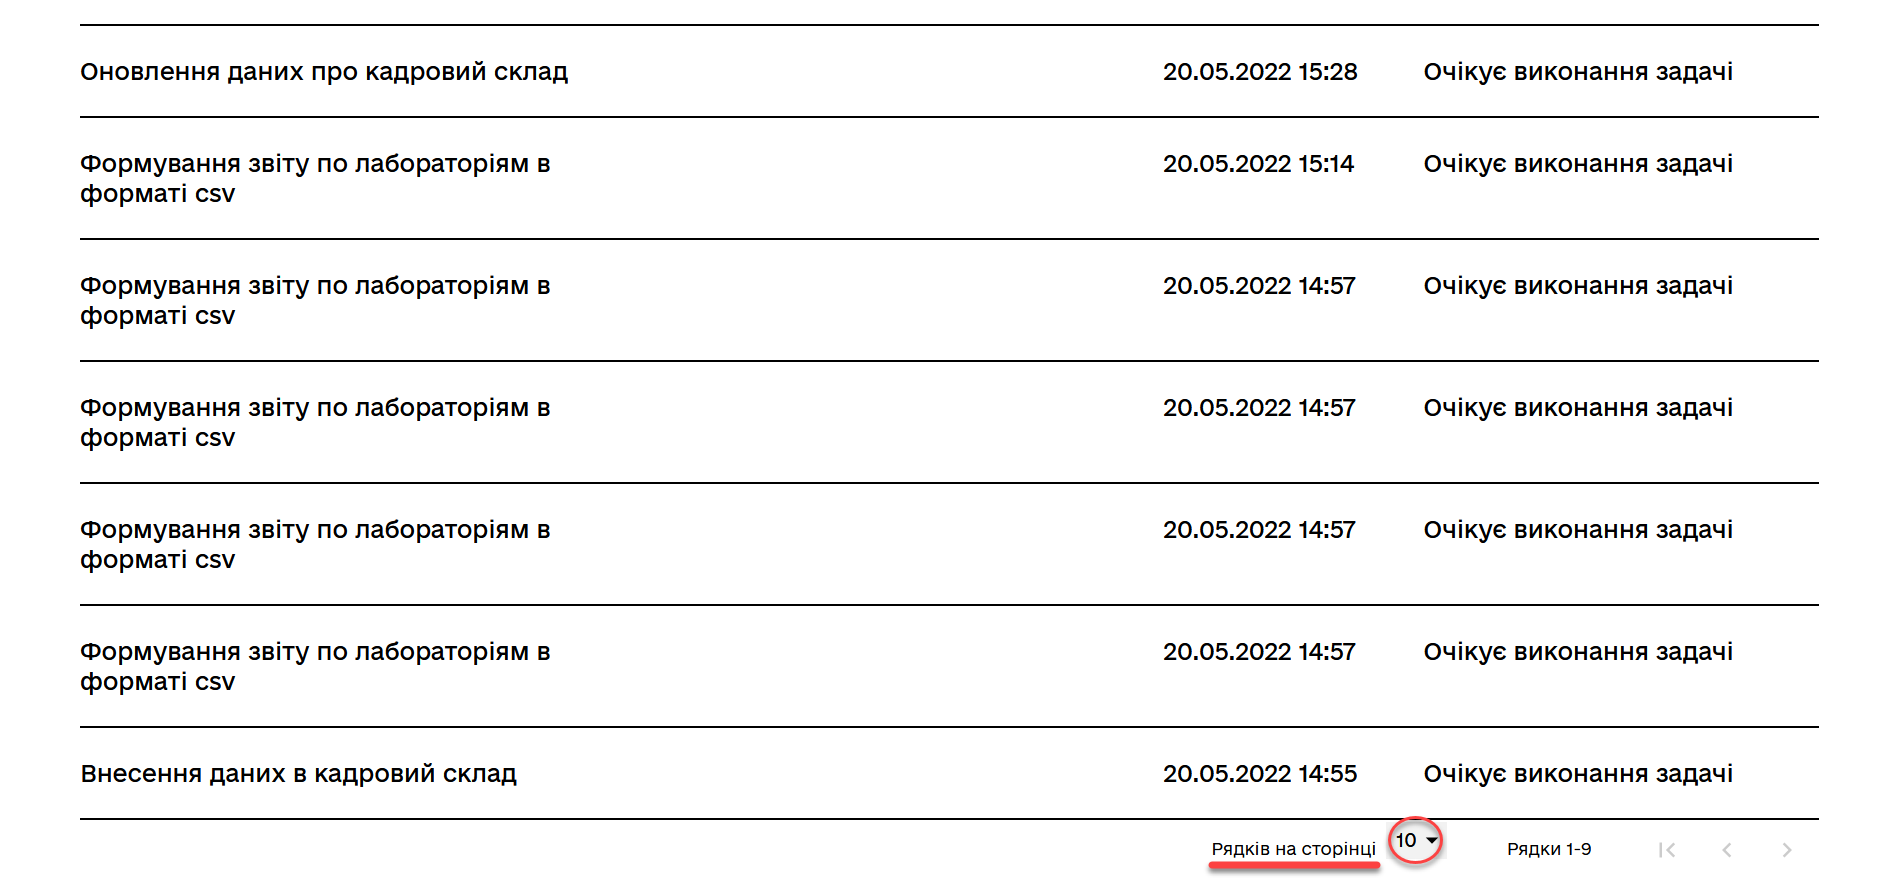 Оновлення даних про кадровий склад 20.05.2022 15:28 Очікує виконання задачі
Формування звіту по лабораторіям в 20.05.2022 15:14 Очікує виконання задачі
форматі csv
Формування звіту по лабораторіям в 20.05.2022 14:57 Очікує виконання задачі
форматі csv
Формування звіту по лабораторіям в 20.05.2022 14:57 Очікує виконання задачі
форматі csv
Формування звіту по лабораторіям в 20.05.2022 14:57 Очікує виконання задачі
форматі csv
Формування звіту по лабораторіям в 20.05.2022 14:57 Очікує виконання задачі
форматі csv
Внесення даних в кадровий склад 20.05.2022 14:55 Очікує виконання задачі
Рядків на сторінці 10 Рядки 1-9